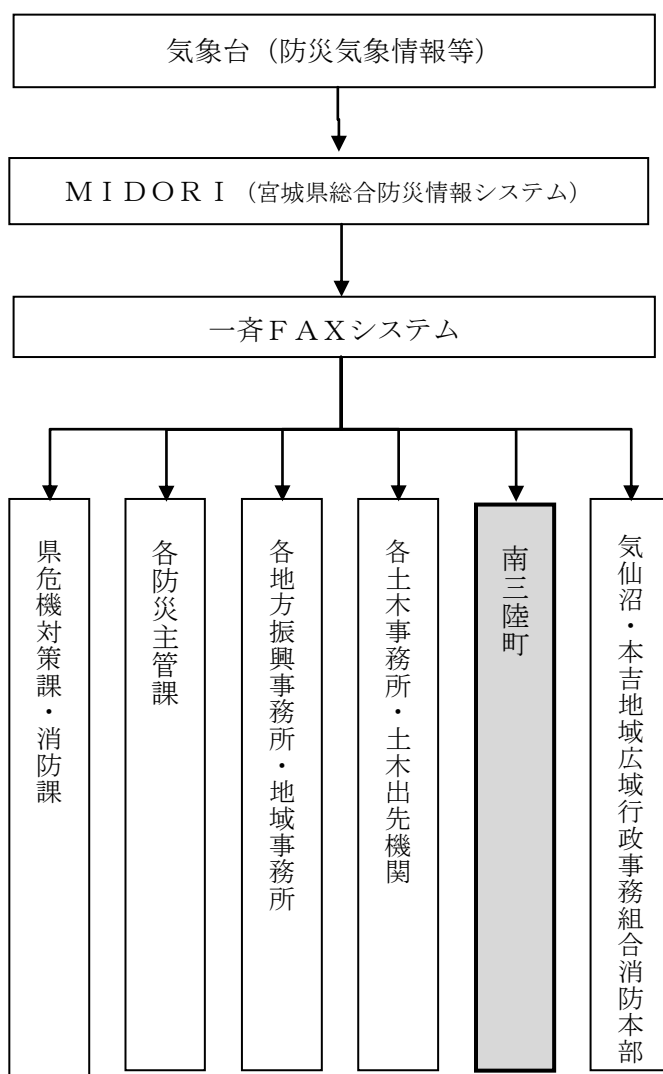 気象台（防災気象情報等）
ＭＩＤＯＲＩ（宮城県総合防災情報システム）
一斉ＦＡＸシステム
県危機対策課・消防課
各防災主管課
各地方振興事務所・地域事務所
各土木事務所・土木出先機関
南三陸町
気仙沼・本吉地域広域行政事務組合消防本部